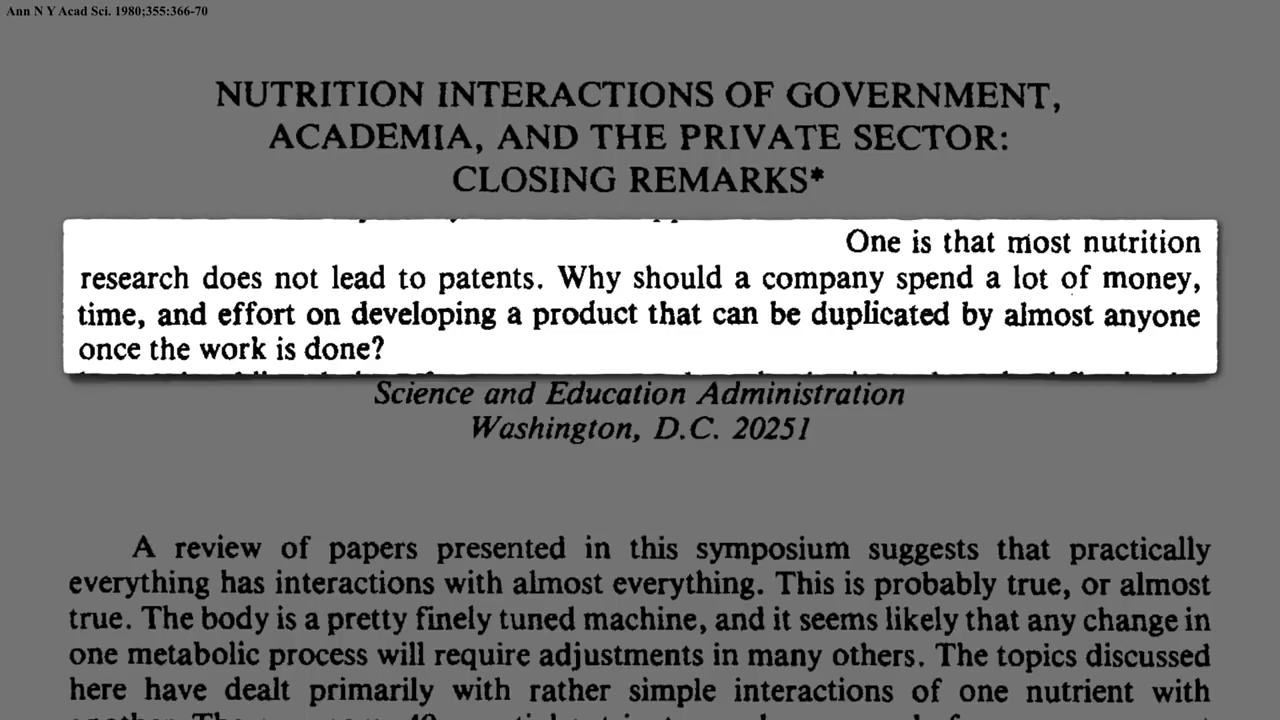 Ann N Y Acad Sci. 1980;355:366-70
NUTRITION INTERACTIONS OF GOVERNMENT,
ACADEMIA, AND THE PRIVATE SECTOR:
CLOSING REMARKS*
One is that most nutrition
research does not lead to patents. Why should a company spend a lot of money,
time, and effort on developing a product that can be duplicated by almost anyone
once the work is done?
Science and Education Administration
Washington, D.C. 20251
A review of papers presented in this symposium suggests that practically
everything has interactions with almost everything. This is probably true, or almost
true. The body is a pretty finely tuned machine, and it seems likely that any change in
one metabolic process will require adjustments in many others. The topics discussed
here have dealt primarily with rather simple interactions of one nutrient with